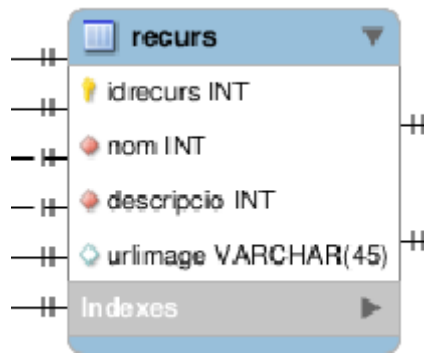 recurs
idrecurs INT
nom INT
descripcio INT
urlimage VARCHAR(45)
Indexes